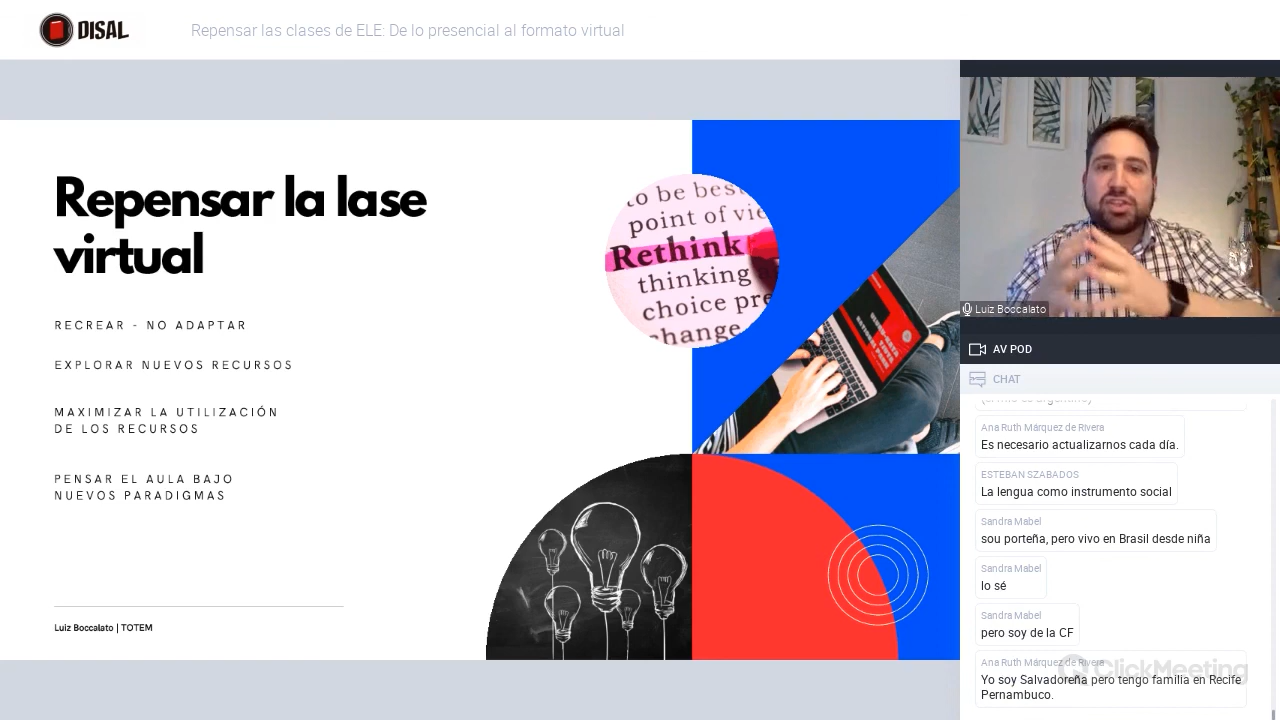 DISAL
Repensar las clases de ELE: De lo presencial al formato virtual
Repensar la lase
virtual
RECREAR - NO ADAPTAR
EXPLORAR NUEVOS RECURSOS
MAXIMIZAR LA UTILIZACIÓN
DE LOS RECURSOS
PENSAR EL AULA BAJO
NUEVOS PARADIGMAS
Luiz Boccalato | TOTEM
to be best
point of vie
Rethink
thinking
choice pre
change
Luiz Boccalato
AV POD
CHAT
Ana Ruth Márquez de Rivera
Es necesario actualizarnos cada día.
ESTEBAN SZABADOS
La lengua como instrumento social
Sandra Mabel
sou porteña, pero vivo en Brasil desde niña
Sandra Mabel
lo sé
Sandra Mabel
pero soy de la CF
Ana Ruth Márquez de Rivera
Yo soy Salvadoreña pero tengo familia en Recife
Pernambuco.
ClickMeeting